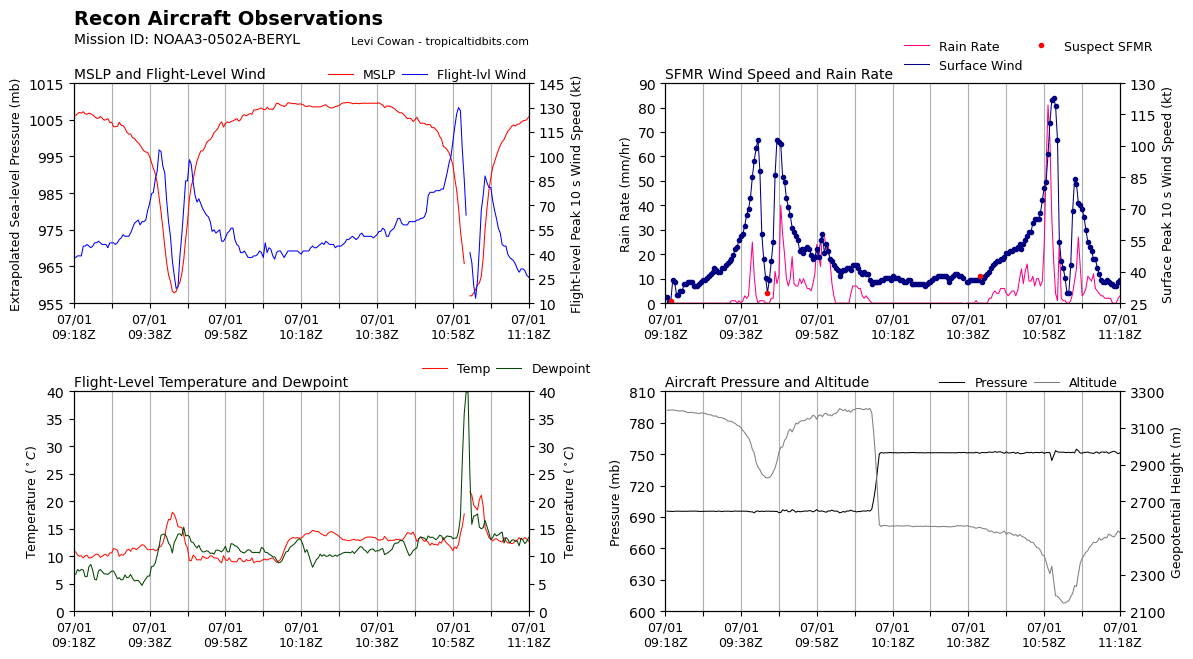 Recon Aircraft Observations
Mission ID: NOAA3-0502A-BERYL
Levi Cowan - tropicaltidbits.com
MSLP and Flight-Level Wind
MSLP
Flight-lvl Wind
Extrapolated Sea-level Pressure (mb)
1015
1005
995
985
975
965
955
145
130
115
100
85
70
55
40
25
10
Flight-level Peak 10 s Wind Speed (kt)
07/01 07/01 07/01 07/01 07/01 07/01 07/01
09:18Z 09:38Z 09:58Z 10:18Z 10:38Z 10:58Z 11:18Z
SFMR Wind Speed and Rain Rate
Rain Rate
Suspect SFMR
Surface Wind
Rain Rate (mm/hr)
90
80
70
60
50
40
30
20
10
0
130
115
100
85
70
55
40
25
Surface Peak 10 s Wind Speed (kt)
07/01 07/01 07/01 07/01 07/01 07/01 07/01
09:18Z 09:38Z 09:58Z 10:18Z 10:38Z 10:58Z 11:18Z
Flight-Level Temperature and Dewpoint
Temp
Dewpoint
Temperature (°C)
40
35
30
25
20
15
10
5
0
40
35
30
25
20
15
10
5
0
Temperature (°C)
07/01 07/01 07/01 07/01 07/01 07/01 07/01
09:18Z 09:38Z 09:58Z 10:18Z 10:38Z 10:58Z 11:18Z
Aircraft Pressure and Altitude
Pressure
Altitude
Pressure (mb)
810
780
750
720
690
660
630
600
3300
3100
2900
2700
2500
2300
2100
Geopotential Height (m)
07/01 07/01 07/01 07/01 07/01 07/01 07/01
09:18Z 09:38Z 09:58Z 10:18Z 10:38Z 10:58Z 11:18Z